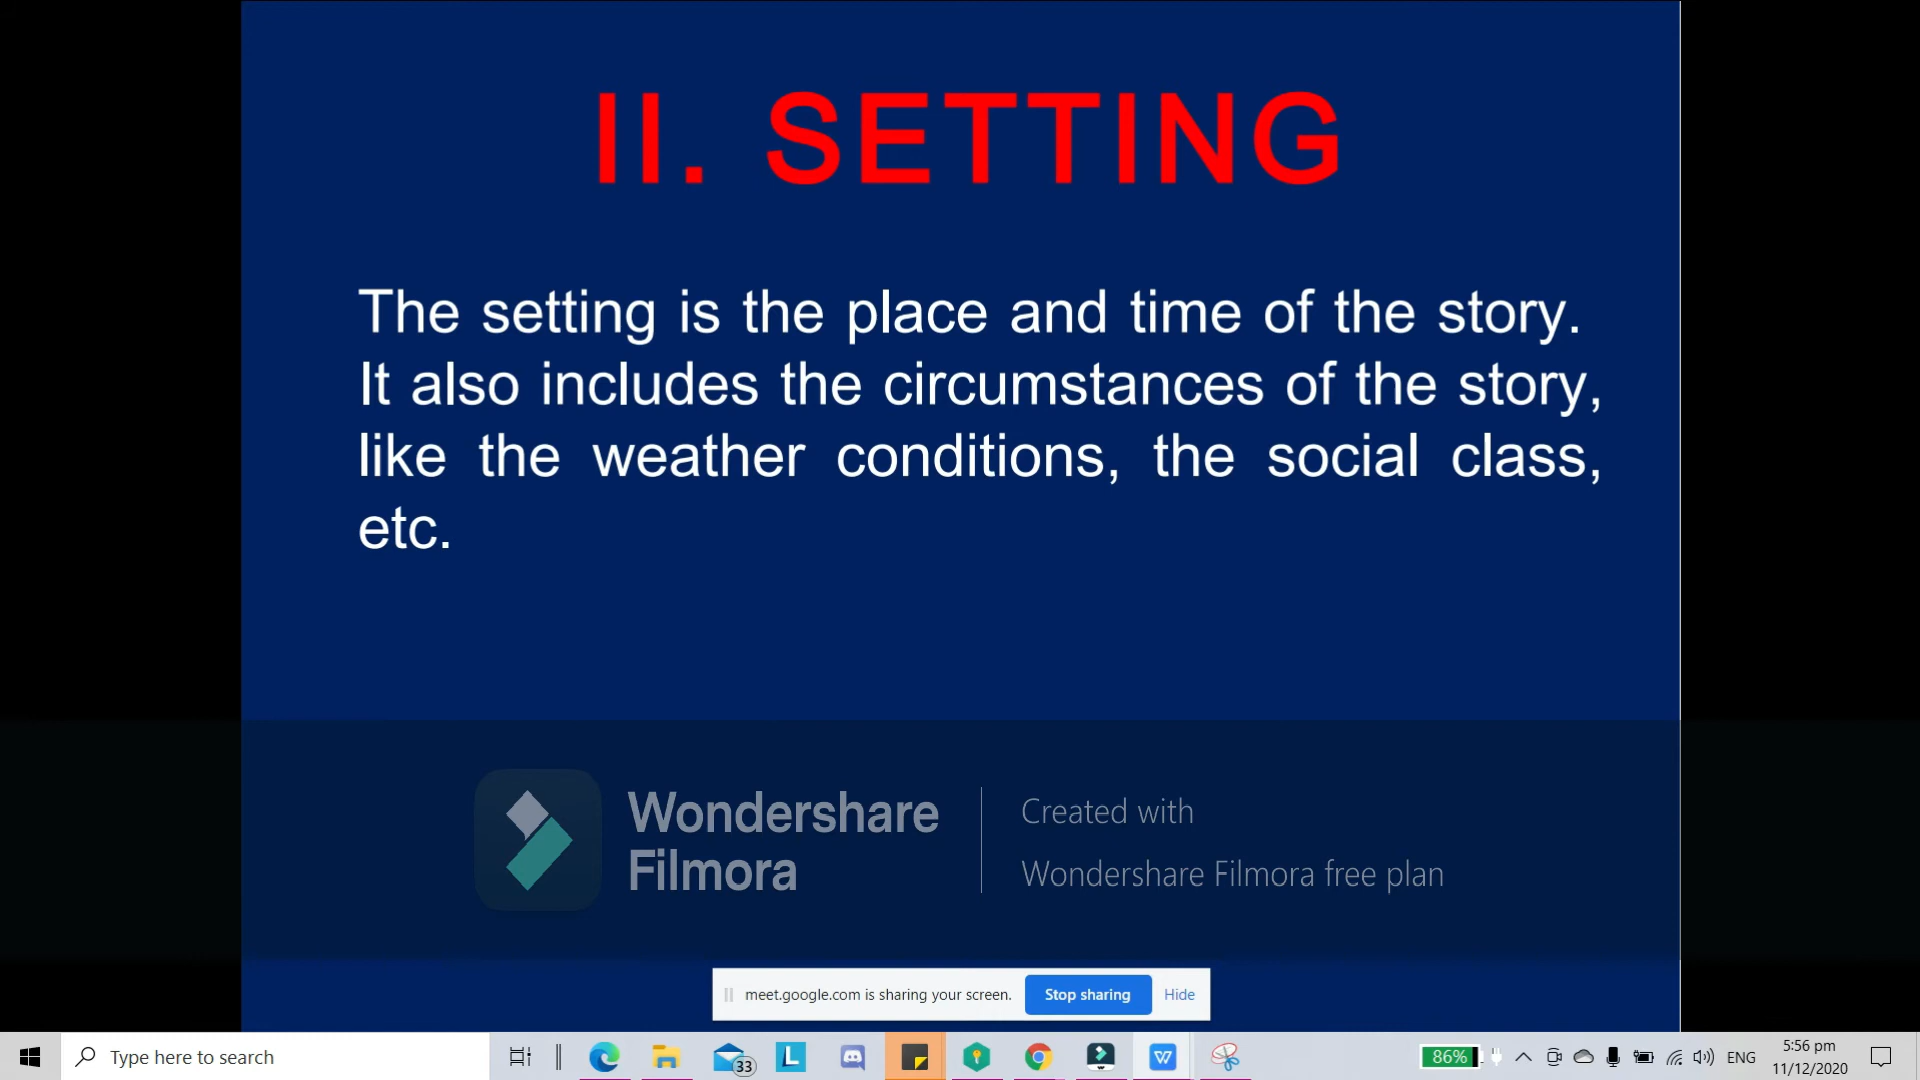 II. SETTING
The setting is the place and time of the story.
It also includes the circumstances of the story,
like the weather conditions, the social class,
etc.
Wondershare
Filmora
Created with
Wondershare Filmora free plan
meet.google.com is sharing your screen. Stop sharing Hide
Type here to search
33
L
W
86%
ENG
5:56 pm
11/12/2020